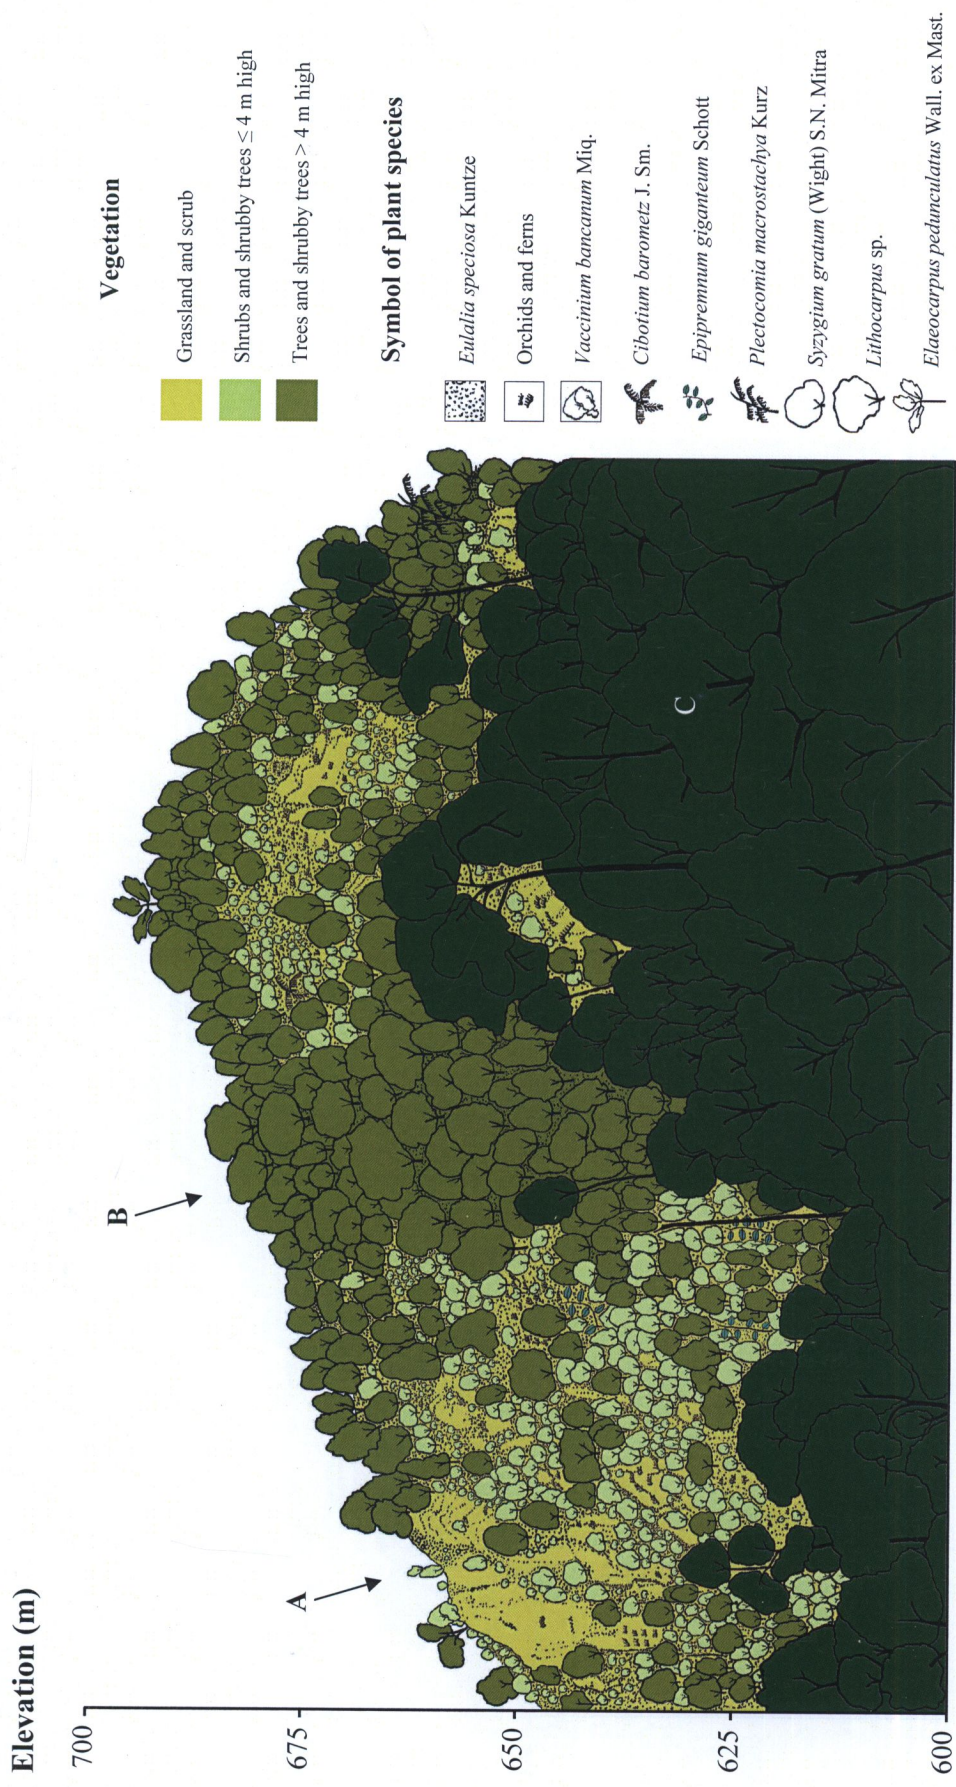 Elevation (m)
700
675
650
625
600
A
B
C
Vegetation
Grassland and scrub
Shrubs and shrubby trees ≤ 4 m high
Trees and shrubby trees > 4 m high
Symbol of plant species
Eulalia speciosa Kuntze
Orchids and ferns
Vaccinium bancanum Miq.
Cibotium barometz J. Sm.
Epipremnum giganteum Schott
Plectocomia macrostachya Kurz
Syzygium gratum (Wight) S.N. Mitra
Lithocarpus sp.
Elaeocarpus pedunculatus Wall. ex Mast.